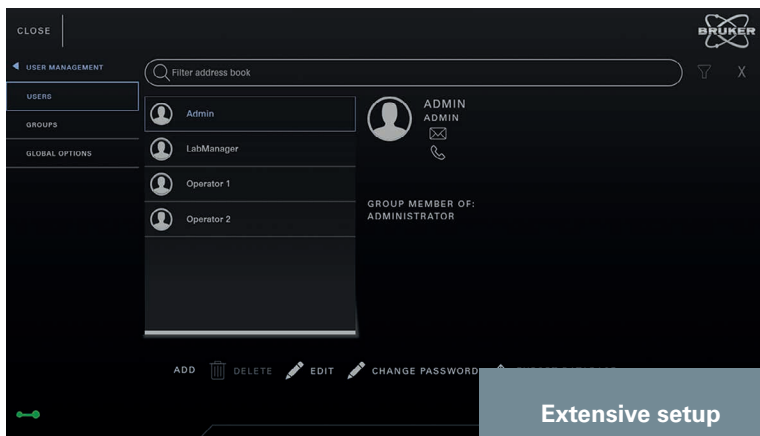 CLOSE
BRUKER
USER MANAGEMENT
Filter address book
X
USERS
GROUPS
GLOBAL OPTIONS
Admin
LabManager
Operator 1
Operator 2
ADMIN
ADMIN
GROUP MEMBER OF:
ADMINISTRATOR
ADD DELETE EDIT CHANGE PASSWORD
Extensive setup